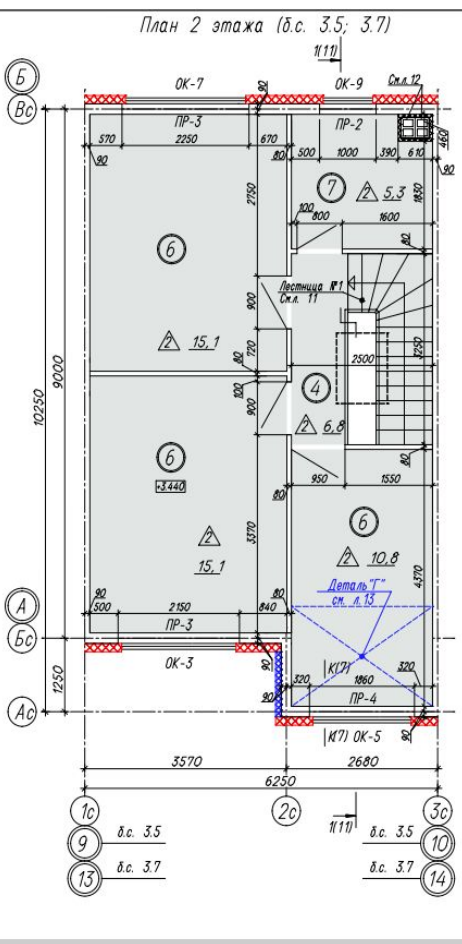 План 2 этажа (б.с. 3.5; 3.7)
1(11)
Б
ОК-7
ОК-9
См.л. 12
Вс
90
ПР-3
ПР-2
460
570
2250
670
500
1000
390
610
90
80
90
2750
7
2
5,3
1830
100
800
1600
6
80
Лестница №1
См.л. 11
900
2
15,1
2500
3250
720
80
4
100
900
2
6,8
10250
9000
6
80
950
1550
+3.440
80
6
2
15,1
3370
2
10,8
4370
Деталь "Г"
см. л.13
А
90
80
500
2150
840
Бс
ПР-3
90
К(7)
320
ОК-3
320
1860
1250
90
ПР-4
Ас
К(7)
ОК-5
90
3570
2680
6250
1с
2с
3с
1(11)
9
б.с. 3.5
б.с. 3.5
10
13
б.с. 3.7
б.с. 3.7
14